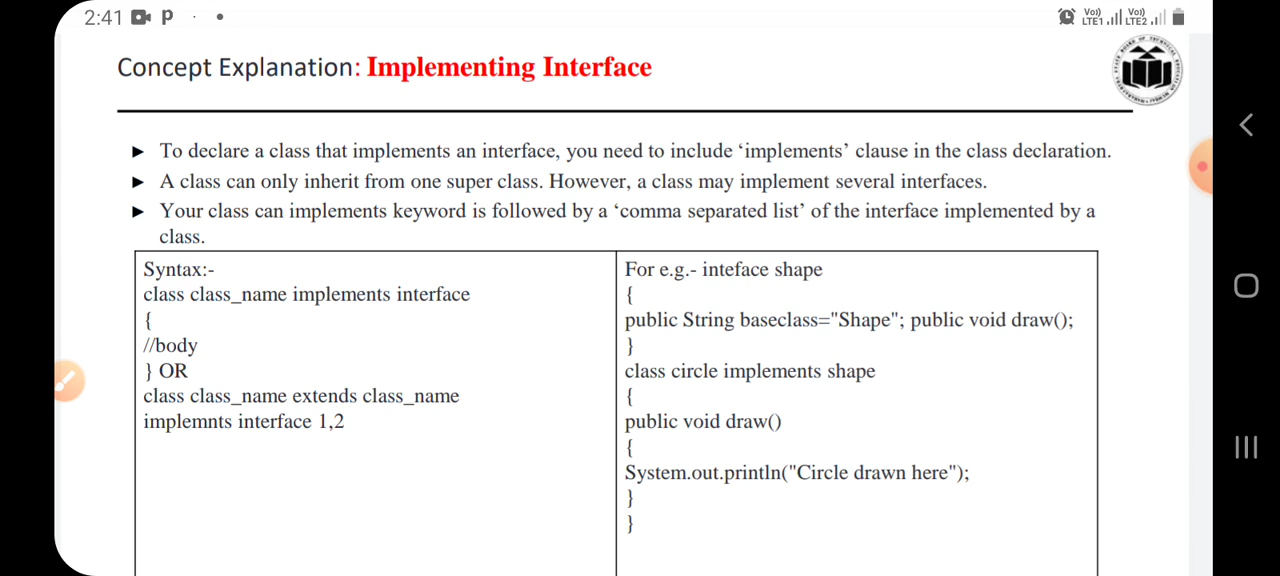 2:41 P
Vo)) LTE1 Vo)) LTE2
Concept Explanation: Implementing Interface
► To declare a class that implements an interface, you need to include ‘implements’ clause in the class declaration.
► A class can only inherit from one super class. However, a class may implement several interfaces.
► Your class can implements keyword is followed by a ‘comma separated list’ of the interface implemented by a
class.
Syntax:-
class class_name implements interface
{
//body
} OR
class class_name extends class_name
implemnts interface 1,2
For e.g.- inteface shape
{
public String baseclass="Shape"; public void draw();
}
class circle implements shape
{
public void draw()
{
System.out.println("Circle drawn here");
}
}